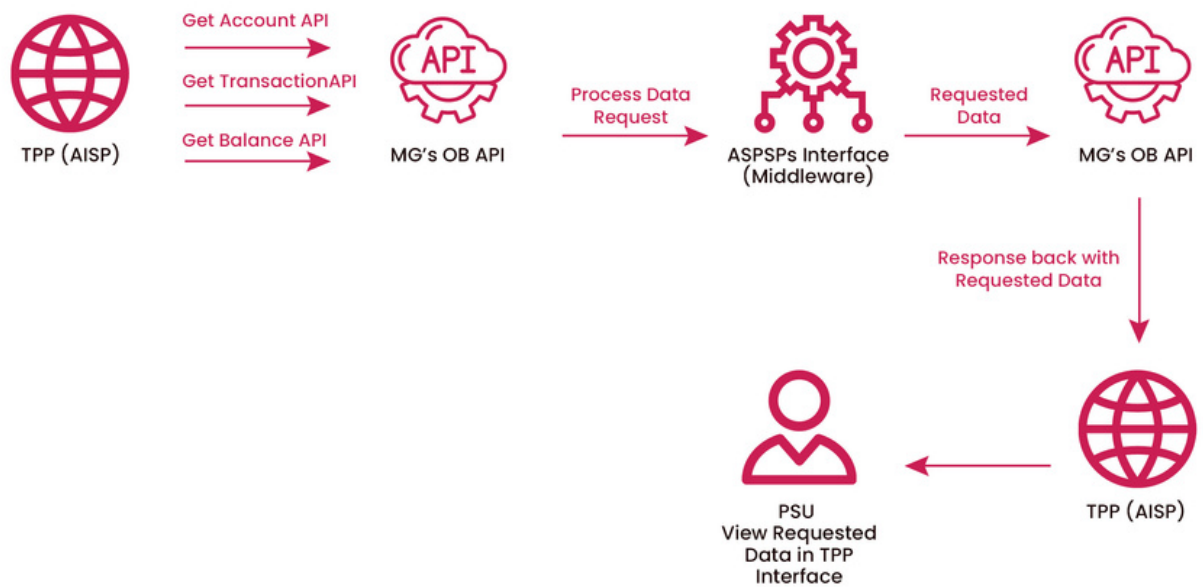 Get Account API
Get TransactionAPI
Get Balance API
TPP (AISP)
API
MG's OB API
Process Data
Request
ASPSPs Interface
(Middleware)
Requested
Data
API
MG's OB API
Response back with
Requested Data
TPP (AISP)
PSU
View Requested
Data in TPP
Interface